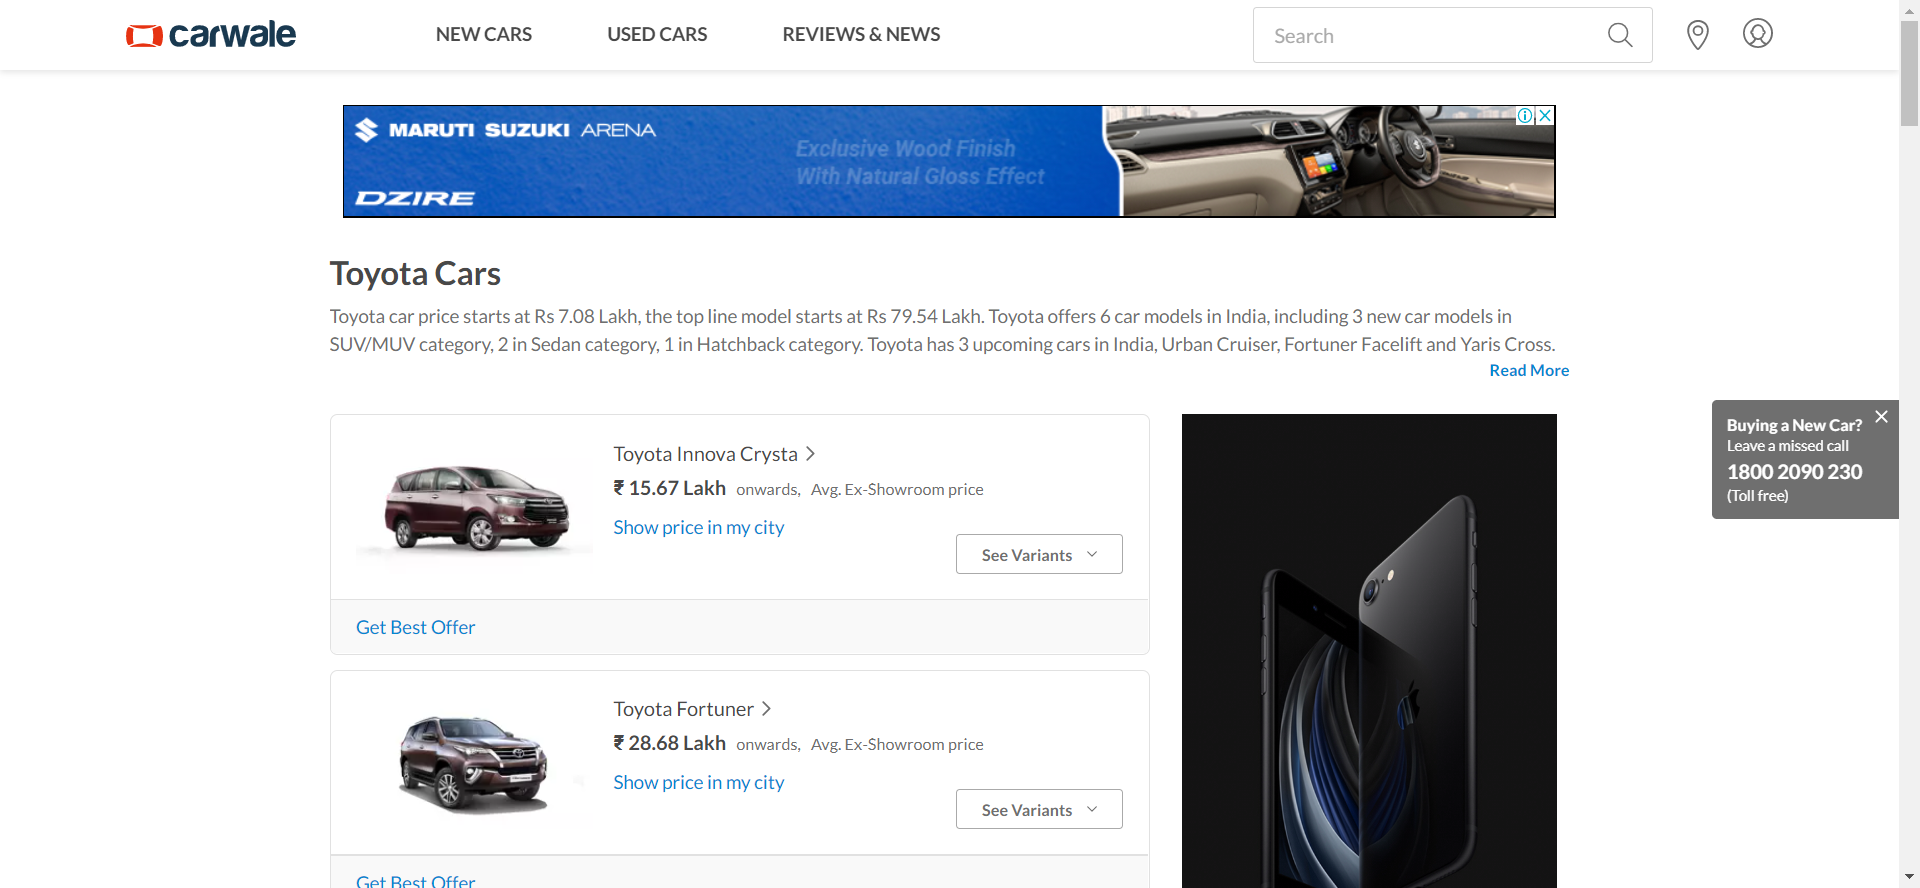 carwale
NEW CARS
USED CARS
REVIEWS & NEWS
Search
MARUTI SUZUKI ARENA
Exclusive Wood Finish
With Natural Gloss Effect
DZIRE
Toyota Cars
Toyota car price starts at Rs 7.08 Lakh, the top line model starts at Rs 79.54 Lakh. Toyota offers 6 car models in India, including 3 new car models in
SUV/MUV category, 2 in Sedan category, 1 in Hatchback category. Toyota has 3 upcoming cars in India, Urban Cruiser, Fortuner Facelift and Yaris Cross.
Read More
Toyota Innova Crysta
₹ 15.67 Lakh onwards, Avg. Ex-Showroom price
Show price in my city
See Variants
Get Best Offer
Toyota Fortuner
₹ 28.68 Lakh onwards, Avg. Ex-Showroom price
Show price in my city
See Variants
Get Best Offer
Buying a New Car?
Leave a missed call
1800 2090 230
(Toll free)